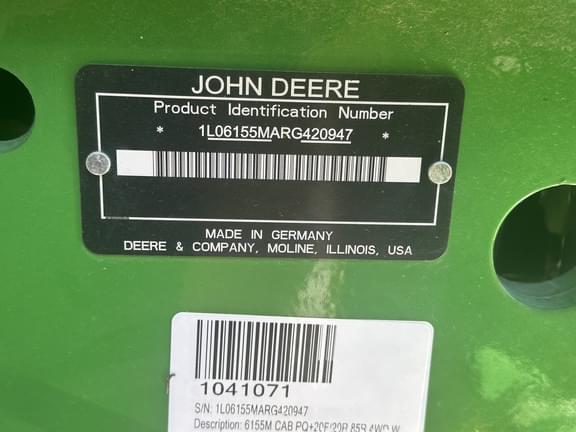 JOHN DEERE
Product Identification Number
* 1L06155MARG420947 *
MADE IN GERMANY
DEERE & COMPANY, MOLINE, ILLINOIS, USA
1041071
S/N: 1L06155MARG420947
Description: 6155M CAB PQ+20F/20R 85R 4WD W